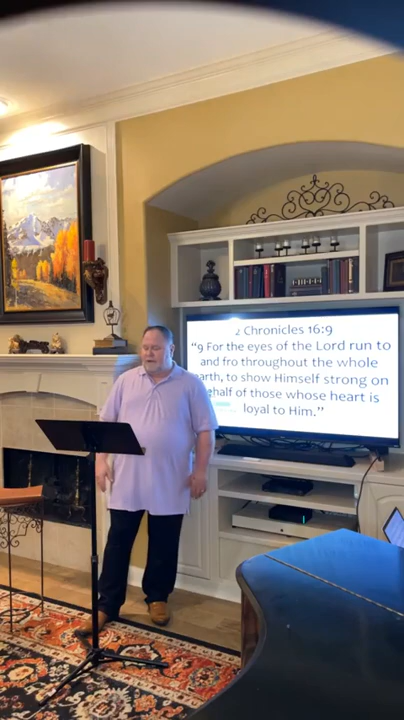 2 Chronicles 16:9
“9 For the eyes of the Lord run to
and fro throughout the whole
earth, to show Himself strong on
behalf of those whose heart is
loyal to Him.”